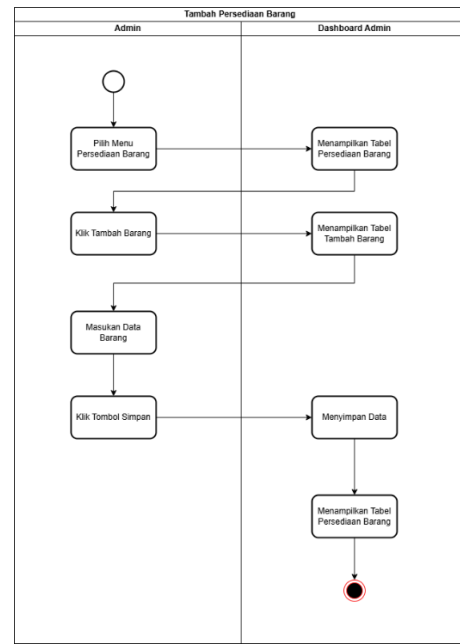 Tambah Persediaan Barang
Admin
Dashboard Admin
Pilih Menu
Persediaan Barang
Menampilkan Tabel
Persediaan Barang
Klik Tambah Barang
Menampilkan Tabel
Tambah Barang
Masukan Data
Barang
Klik Tombol Simpan
Menyimpan Data
Menampilkan Tabel
Persediaan Barang